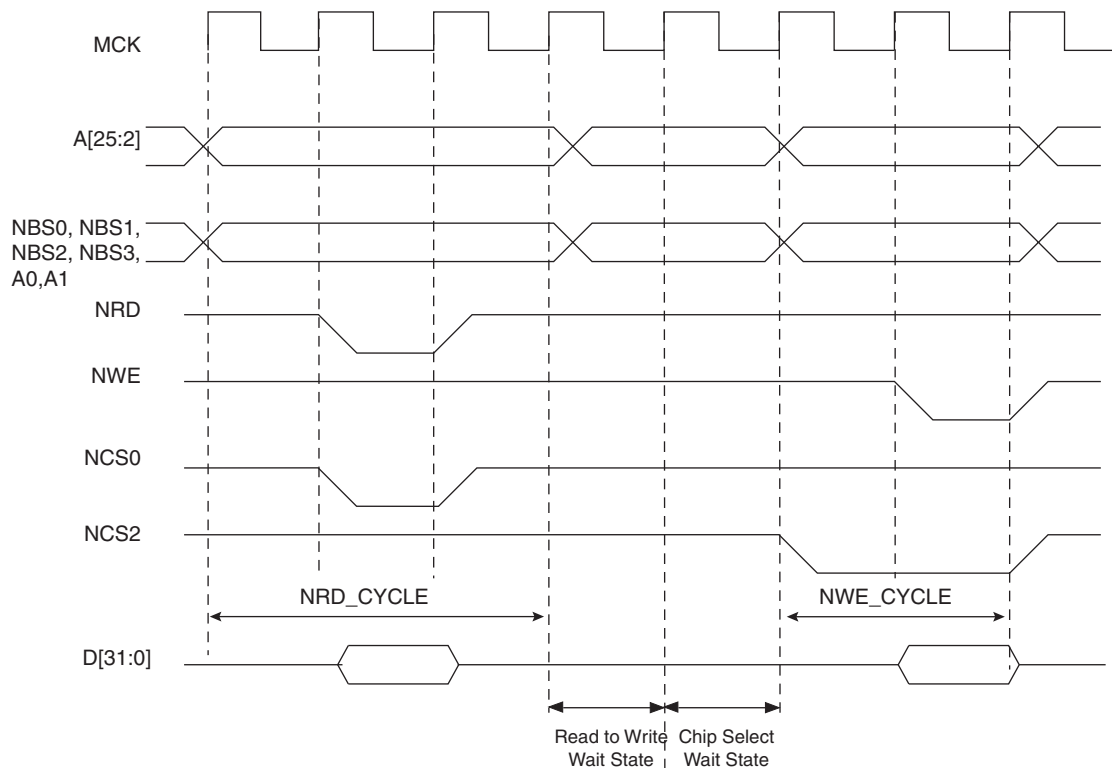 MCK
A[25:2]
NBS0, NBS1,
NBS2, NBS3,
A0,A1
NRD
NWE
NCS0
NCS2
NRD_CYCLE
NWE_CYCLE
D[31:0]
Read to Write
Wait State
Chip Select
Wait State